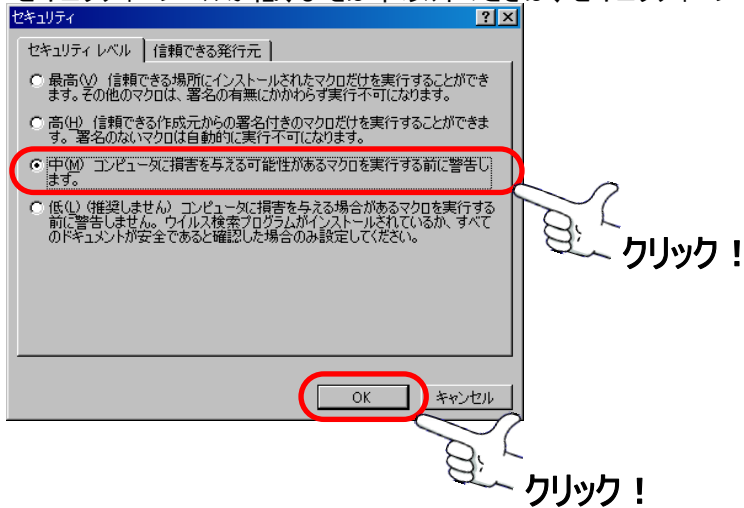 セキュリティ
セキュリティ レベル
信頼できる発行元
最高(V) 信頼できる場所にインストールされたマクロだけを実行することができ
ます。その他のマクロは、署名の有無にかかわらず実行不可になります。
高(H) 信頼できる作成元からの署名付きのマクロだけを実行することができま
す。署名のないマクロは自動的に実行不可になります。
中(M) コンピュータに損害を与える可能性があるマクロを実行する前に警告し
ます。
低(L) (推奨しません) コンピュータに損害を与える場合があるマクロを実行する
前に警告しません。ウイルス検索プログラムがインストールされているか、すべて
のドキュメントが安全であると確認した場合のみ設定してください。
クリック！
OK
キャンセル
クリック！